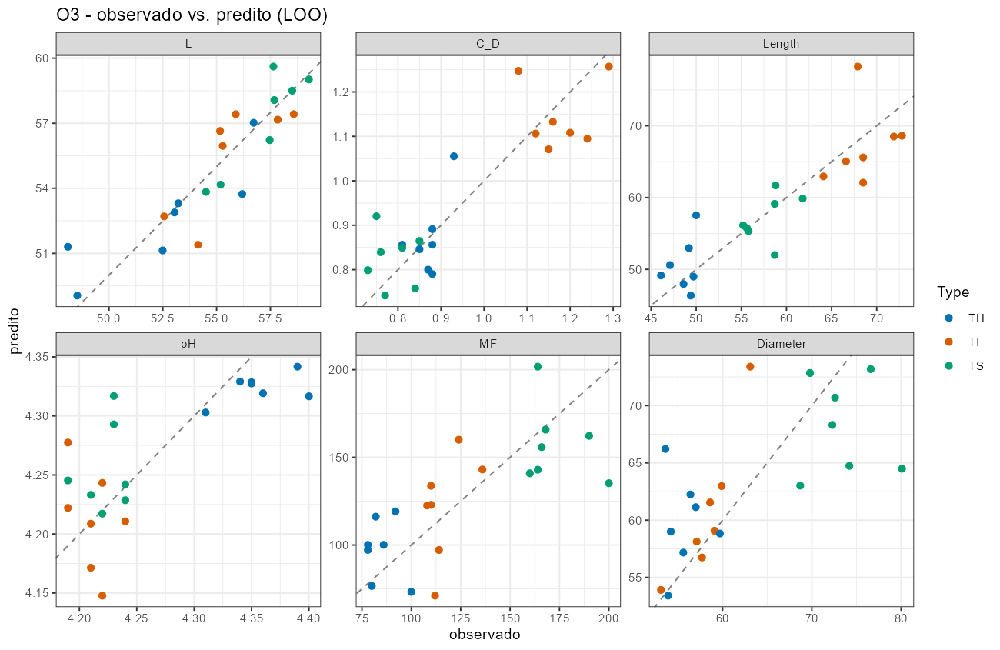 O3 - observado vs. predito (LOO)
L
C_D
Length
60
57
54
51
50.0 52.5 55.0 57.5
1.2
1.1
1.0
0.9
0.8
0.8 0.9 1.0 1.1 1.2 1.3
70
60
50
45 50 55 60 65 70
predito
pH
MF
Diameter
4.35
4.30
4.25
4.20
4.15
4.20 4.25 4.30 4.35 4.40
200
150
100
75 100 125 150 175 200
70
65
60
55
60 70 80
observado
Type
TH
TI
TS